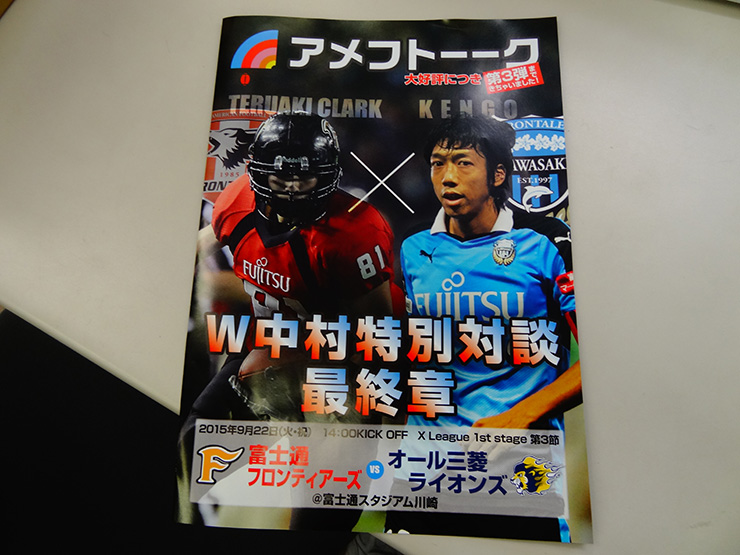 アメフトーーク
大好評につき 第3弾まできちゃいました!
TERUAKI CLARK KENGO
1985
FRONTALE
KAWASAKI
EST.1997
Riddell
81
FUJITSU
FUJITSU
W中村特別対談
最終章
2015年9月22日(火・祝) 14:00KICK OFF X League 1st stage 第3節
F 富士通フロンティアーズ VS オール三菱ライオンズ
@富士通スタジアム川崎